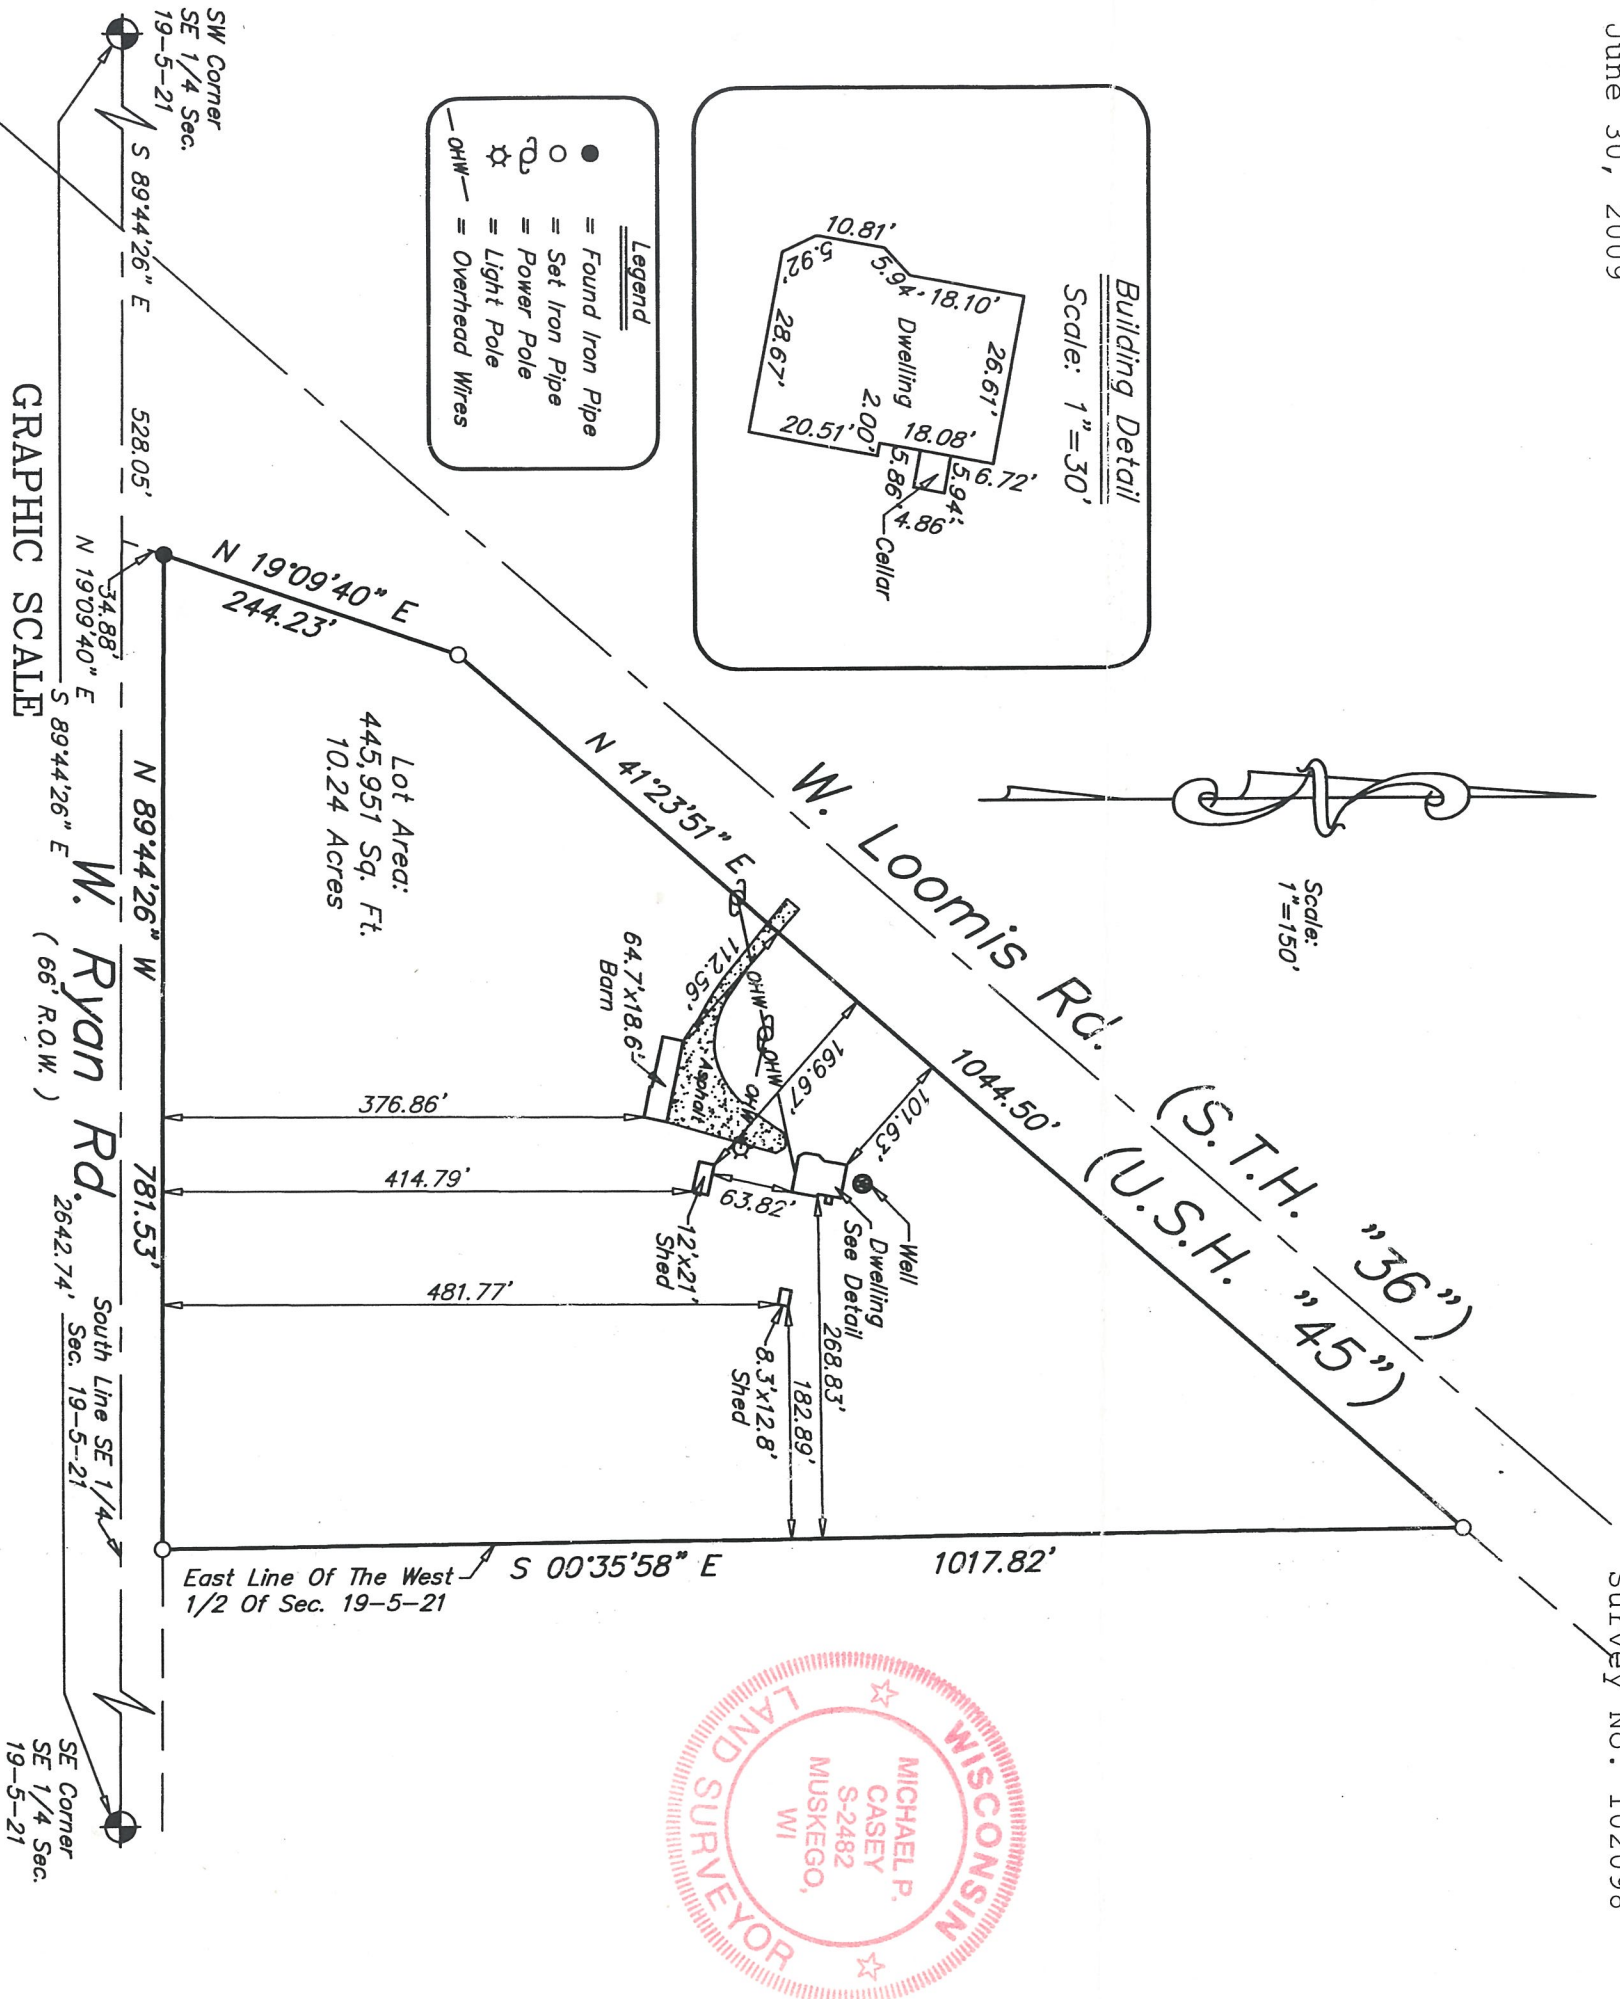 June 30, 2009
Survey No. 102098
Building Detail
Scale: 1"=30'
10.81'
5.92'
5.94'
18.10'
28.67'
Dwelling
26.61'
20.51'
2.00'
18.08'
5.86'
5.94'
6.72'
4.86'
Cellar
Legend
= Found Iron Pipe
= Set Iron Pipe
= Power Pole
= Light Pole
—OHW— = Overhead Wires
Scale:
1"=150'
W. Loomis Rd.
(S.T.H. "36")
(U.S.H. "45")
N 41°23'51" E
1044.50'
N 19°09'40" E
244.23'
Lot Area:
445,951 Sq. Ft.
10.24 Acres
112.56'
OHW
OHW
OHW
Asphalt
64.7'x18.6'
Barn
169.67'
101.63'
Well
Dwelling
See Detail
63.82'
12'x21'
Shed
268.83'
182.89'
8.3'x12.8'
Shed
376.86'
414.79'
481.77'
S 00°35'58" E
1017.82'
East Line Of The West
1/2 Of Sec. 19-5-21
N 89°44'26" W
781.53'
SW Corner
SE 1/4 Sec.
19-5-21
S 89°44'26" E
528.05'
34.88'
N 19°09'40" E
S 89°44'26" E
2642.74'
W. Ryan Rd.
( 66' R.O.W. )
South Line SE 1/4
Sec. 19-5-21
SE Corner
SE 1/4 Sec.
19-5-21
GRAPHIC SCALE
WISCONSIN
MICHAEL P.
CASEY
S-2482
MUSKEGO,
WI
LAND SURVEYOR